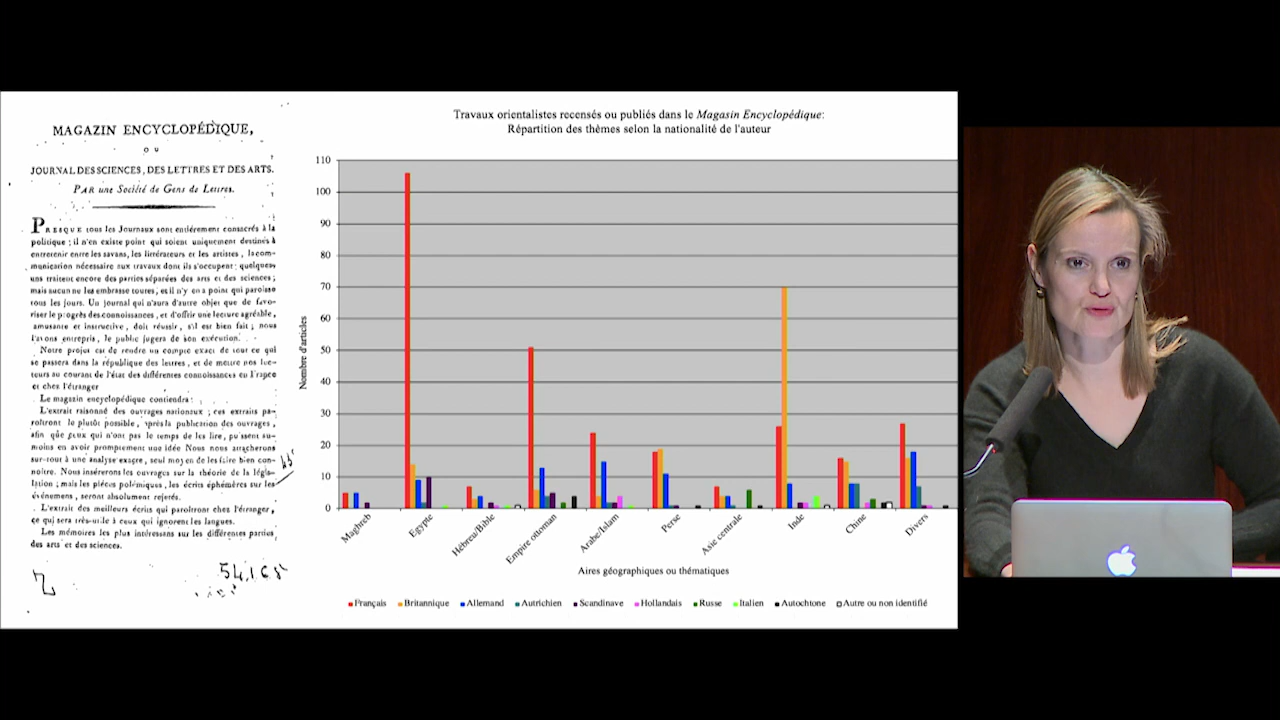 MAGAZIN ENCYCLOPÉDIQUE,
OU
JOURNAL DES SCIENCES, DES LETTRES ET DES ARTS.
PAR une Société de Gens de Lettres.
PRESQUE tous les Journaux sont entiérement consacrés à la
politique ; il n'en existe point qui soient uniquement destinés à
entretenir entre les savans, les littérateurs et les artistes, la com-
munication nécessaire aux travaux dont ils s'occupent : quelques-
uns traitent encore des parties séparées des arts et des sciences ;
mais aucun ne les embrasse toutes, et il n'y en a point qui paroisse
tous les jours. Un journal qui n'aura d'autre objet que de favo-
riser le progrès des connoissances, et d'offrir une lecture agréable,
amusante et instructive, doit réussir, s'il est bien fait ; nous
l'avons entrepris, le public jugera de son exécution.
Notre projet est de rendre un compte exact de tout ce qui
se passera dans la république des lettres, et de mettre nos lec-
teurs au courant de l'état des différentes connoissances en France
et chez l'étranger
Le magazin encyclopédique contiendra :
L'extrait raisonné des ouvrages nationaux ; ces extraits pa-
roîtront le plutôt possible, après la publication des ouvrages,
afin que ceux qui n'ont pas le temps de les lire, puissent au-
moins en avoir promptement une idée Nous nous attacherons
sur-tout à une analyse exacte, seul moyen de les faire bien con-
noître. Nous insérerons les ouvrages sur la théorie de la légis-
lation ; mais les piéces polémiques, les écrits éphémères sur les
événemens, seront absolument rejetés.
L'extrait des meilleurs écrits qui paroîtront chez l'étranger,
ce qui sera très-utile à ceux qui ignorent les langues.
Les mémoires les plus intéressans sur les différentes parties
des arts et des sciences.
Travaux orientalistes recensés ou publiés dans le Magasin Encyclopédique:
Répartition des thèmes selon la nationalité de l'auteur
Nombre d'articles
110
100
90
80
70
60
50
40
30
20
10
0
Maghreb
Egypte
Hébreu/Bible
Empire ottoman
Arabe/Islam
Perse
Asie centrale
Inde
Chine
Divers
Aires géographiques ou thématiques
Français Britannique Allemand Autrichien Scandinave Hollandais Russe Italien Autochtone Autre ou non identifié